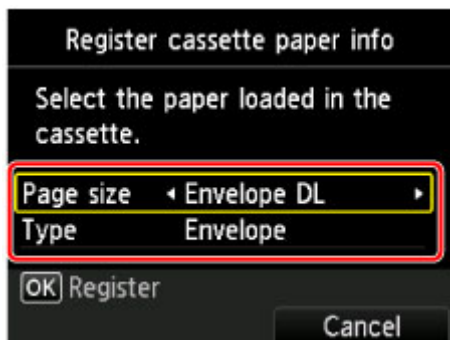 Register cassette paper info
Select the paper loaded in the
cassette.
Page size Envelope DL
Type Envelope
OK Register
Cancel